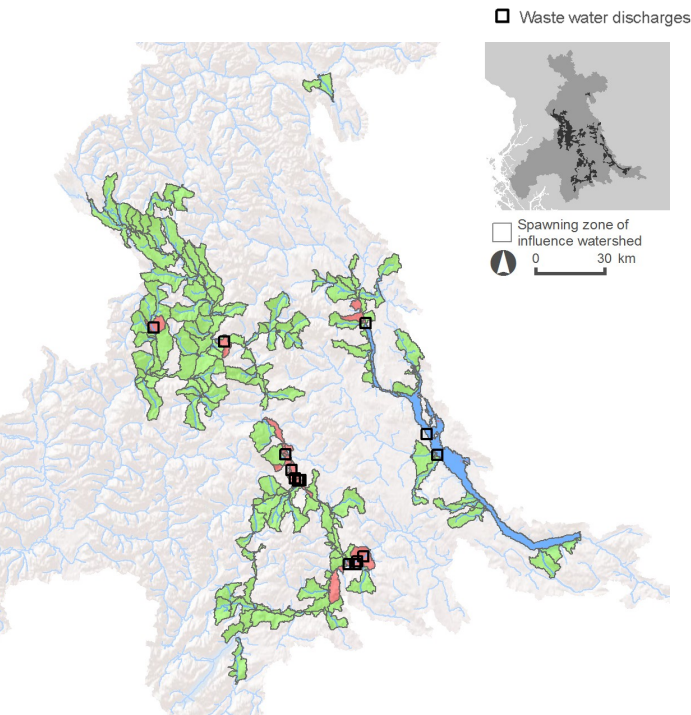 Waste water discharges
Spawning zone of
influence watershed
0 30 km